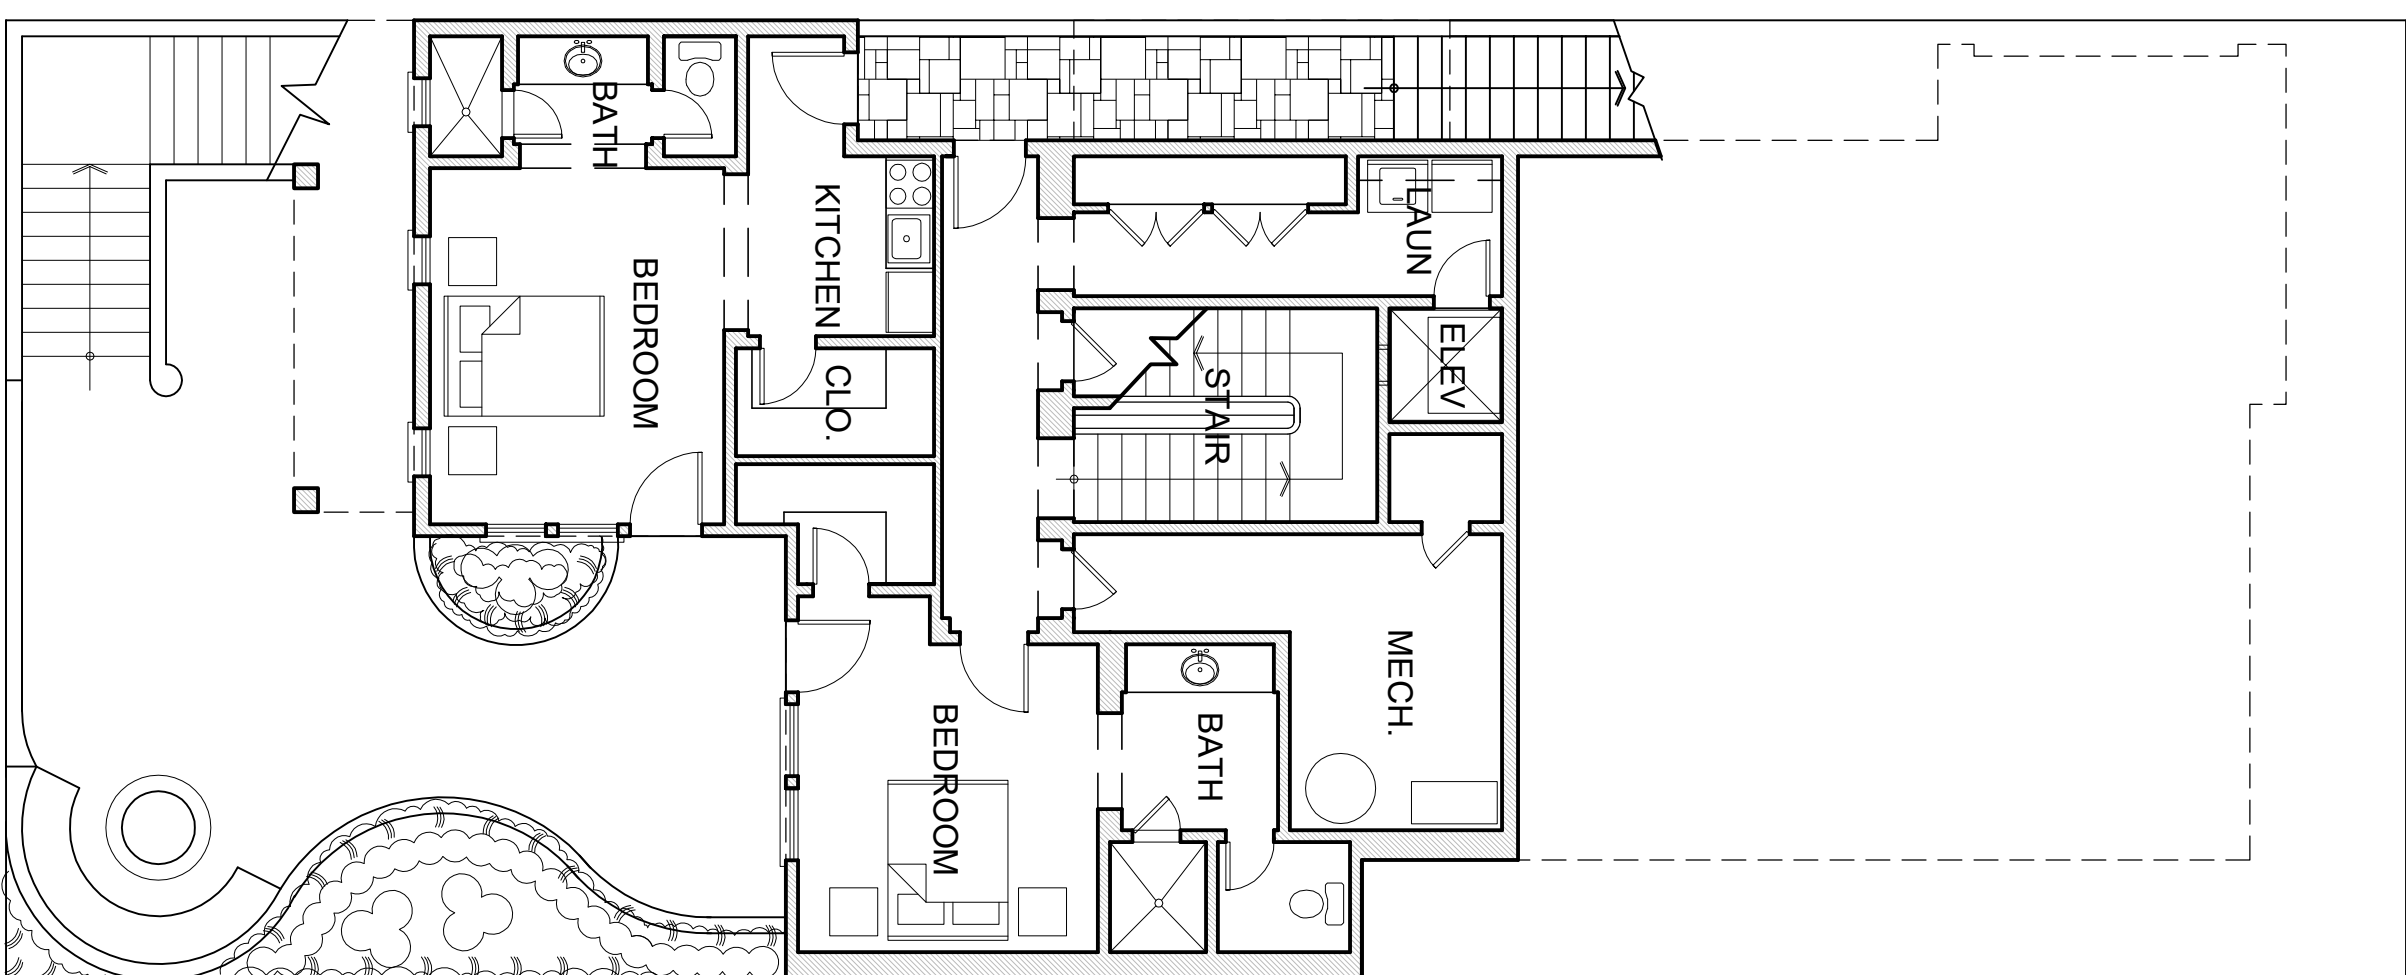 BATH
KITCHEN
LAUN
BEDROOM
ELEV
CLO.
STAIR
MECH.
BEDROOM
BATH